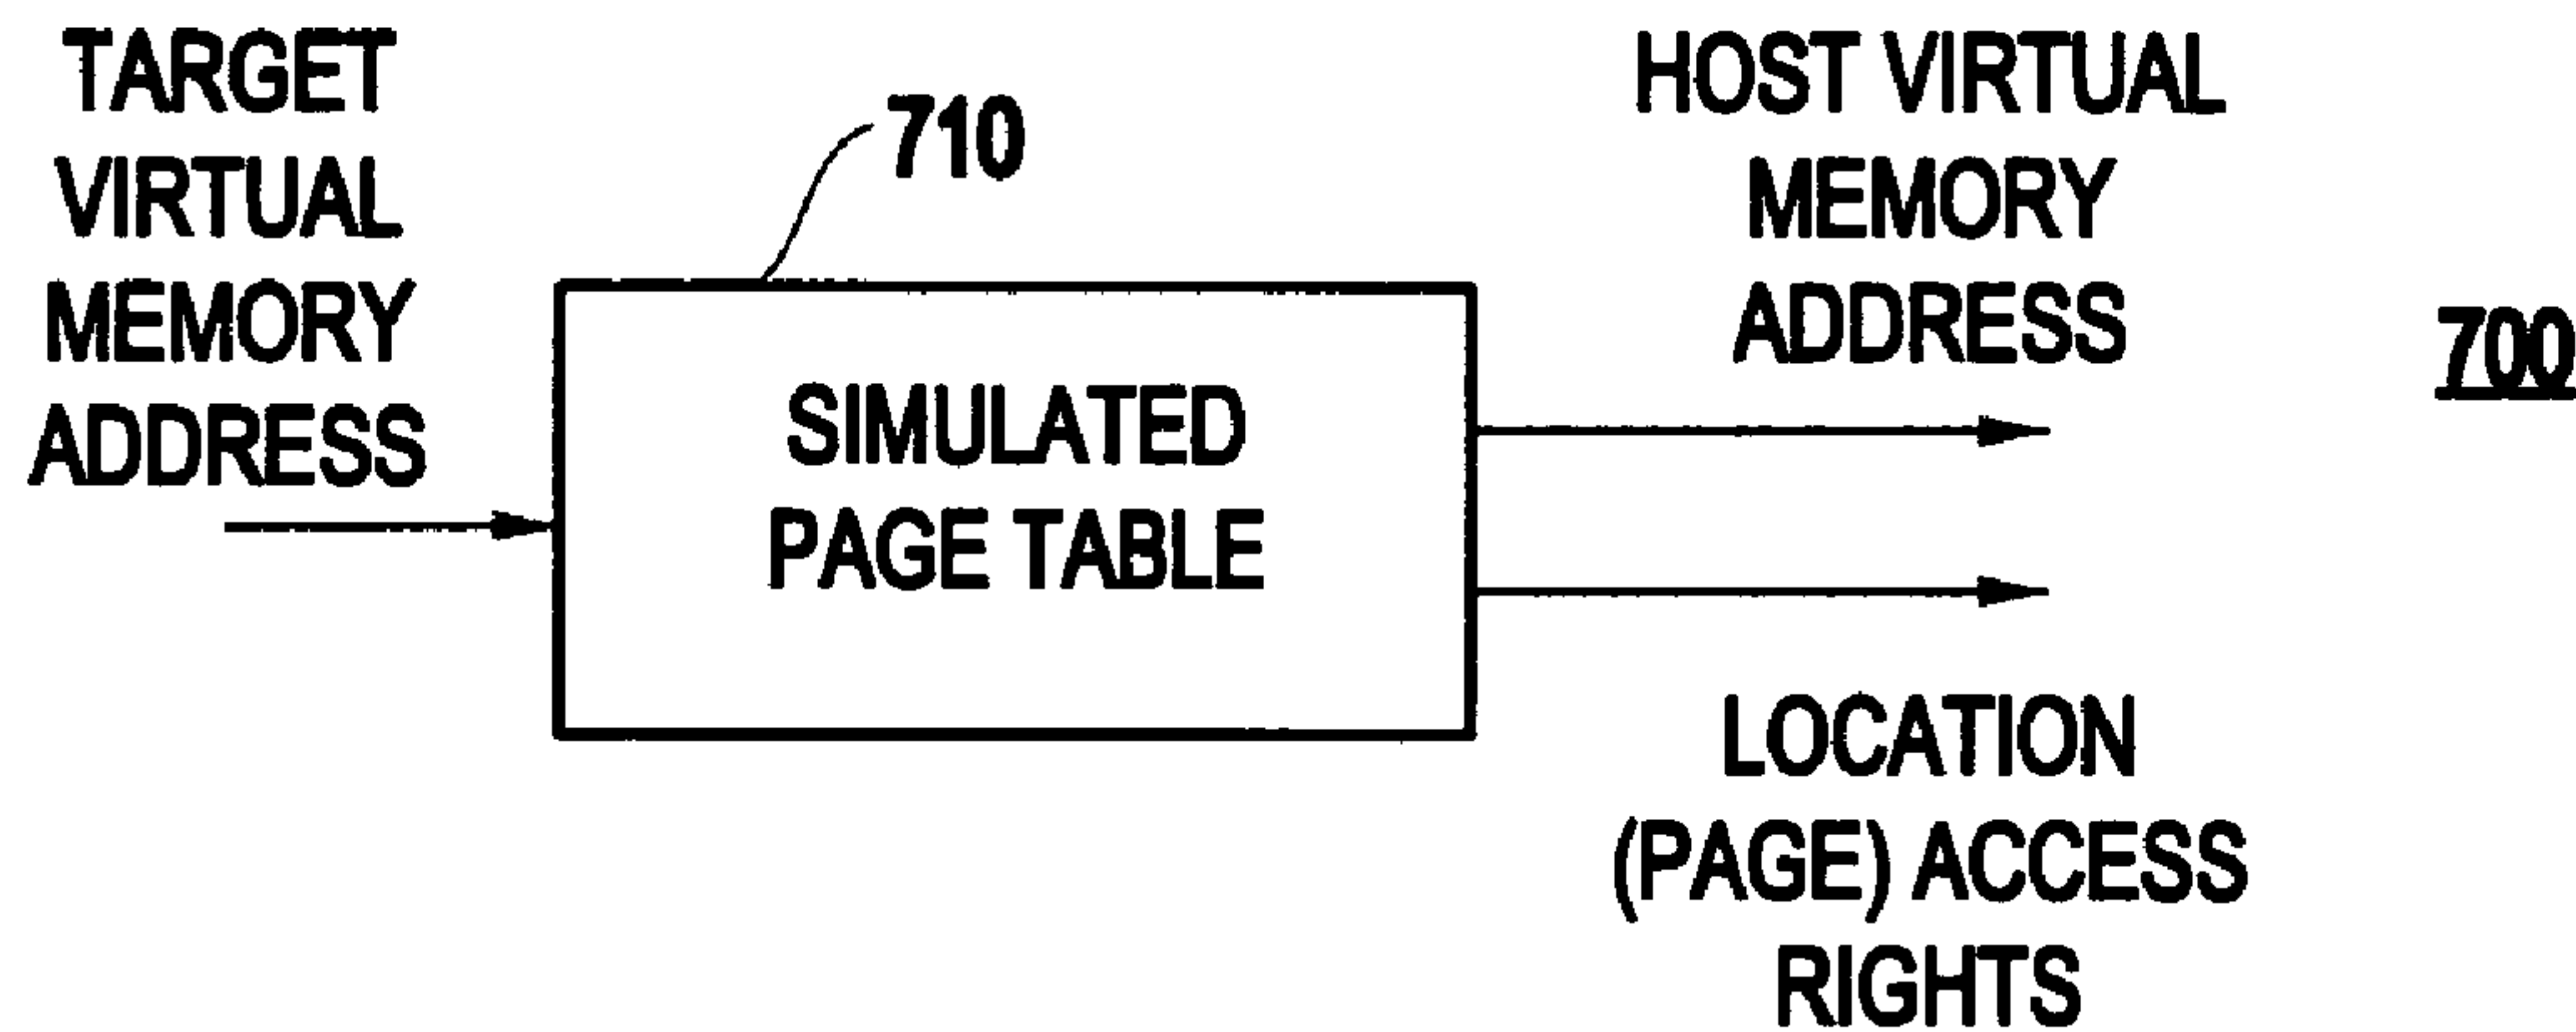 TARGET
VIRTUAL
MEMORY
ADDRESS
710
SIMULATED
PAGE TABLE
HOST VIRTUAL
MEMORY
ADDRESS
LOCATION
(PAGE) ACCESS
RIGHTS
700